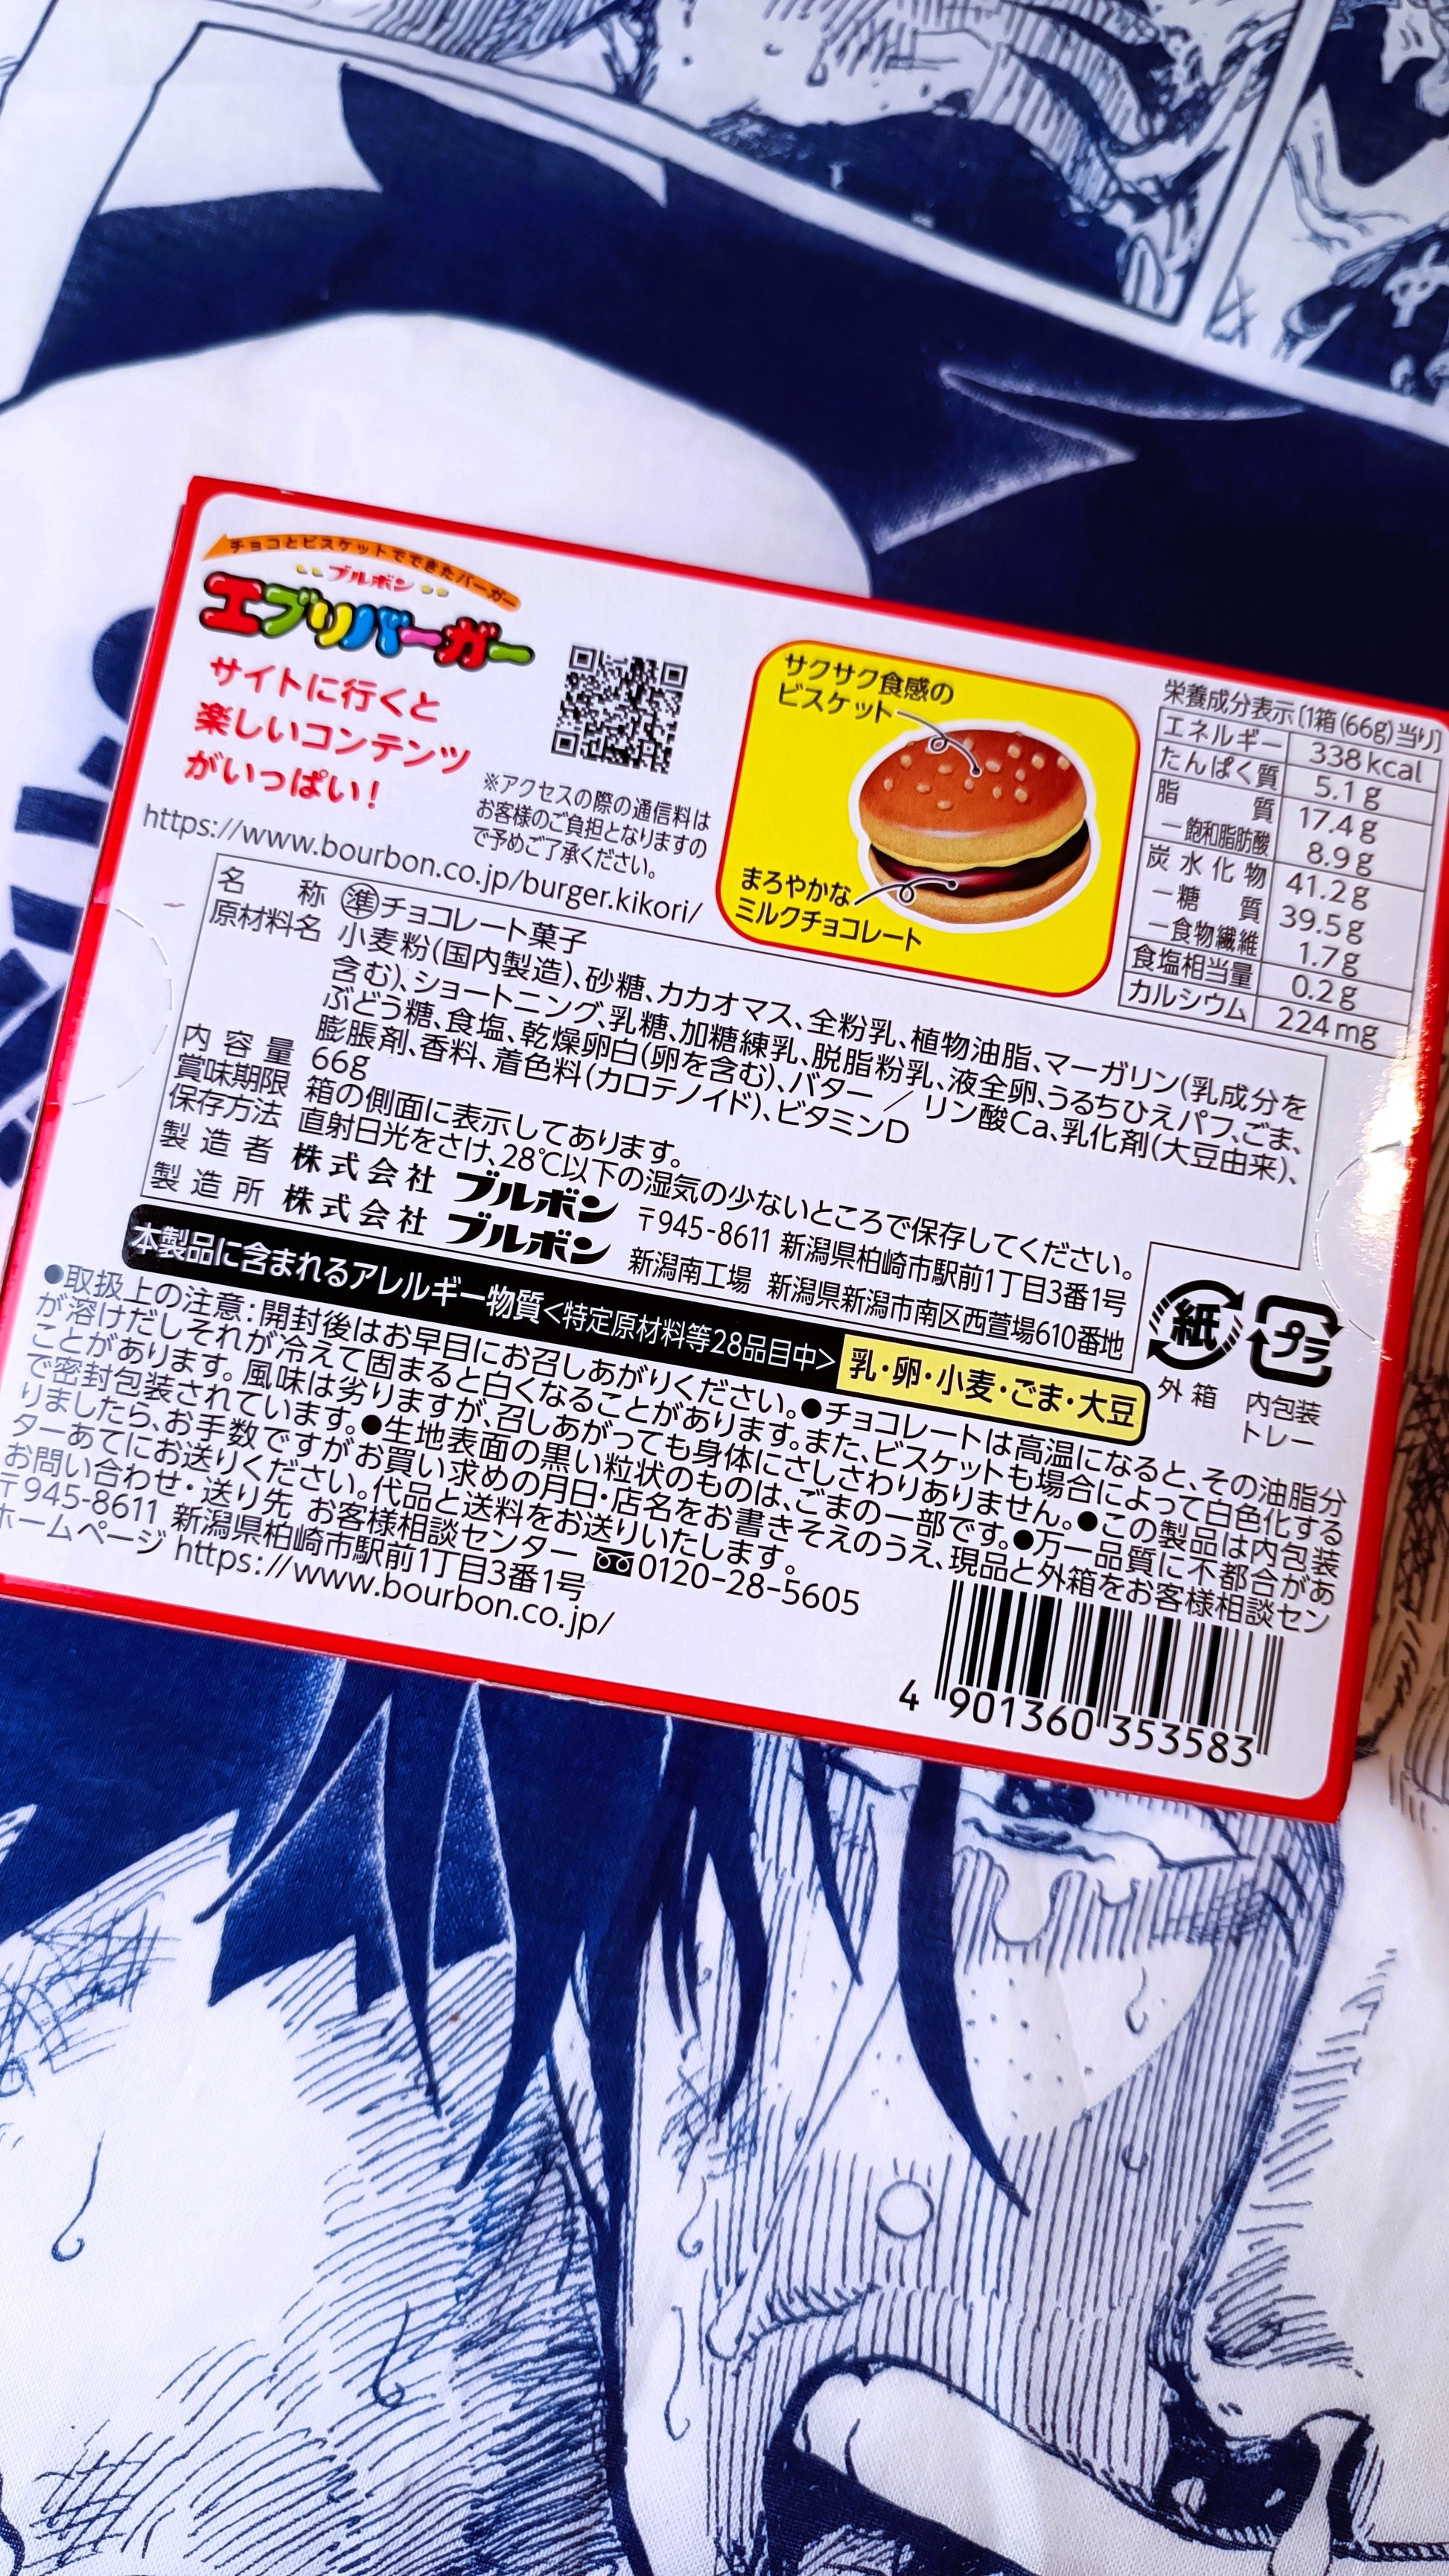 チョコとビスケットでできたバーガー
ブルボン
エブリバーガー
サイトに行くと
楽しいコンテンツ
がいっぱい!
※アクセスの際の通信料は
お客様のご負担となりますの
で予めご了承ください。
https://www.bourbon.co.jp/burger.kikori/
サクサク食感の
ビスケット
まろやかな
ミルクチョコレート
栄養成分表示〔1箱(66g)当り〕
エネルギー 338kcal
たんぱく質 5.1g
脂質 17.4g
－飽和脂肪酸 8.9g
炭水化物 41.2g
－糖質 39.5g
－食物繊維 1.7g
食塩相当量 0.2g
カルシウム 224mg
名称 ㊢チョコレート菓子
原材料名 小麦粉(国内製造)、砂糖、カカオマス、全粉乳、植物油脂、マーガリン(乳成分を
含む)、ショートニング、乳糖、加糖練乳、脱脂粉乳、液全卵、うるちひえパフ、ごま、
ぶどう糖、食塩、乾燥卵白(卵を含む)、バター／リン酸Ca、乳化剤(大豆由来)、
膨脹剤、香料、着色料(カロテノイド)、ビタミンD
内容量 66g
賞味期限 箱の側面に表示してあります。
保存方法 直射日光をさけ、28℃以下の湿気の少ないところで保存してください。
製造者 株式会社 ブルボン 〒945-8611 新潟県柏崎市駅前1丁目3番1号
製造所 株式会社 ブルボン 新潟南工場 新潟県新潟市南区西萱場610番地
本製品に含まれるアレルギー物質<特定原材料等28品目中> 乳・卵・小麦・ごま・大豆
紙
外箱
プラ
内包装
トレー
●取扱上の注意:開封後はお早目にお召しあがりください。●チョコレートは高温になると、その油脂分
が溶けだしそれが冷えて固まると白くなることがあります。また、ビスケットも場合によって白色化する
ことがあります。風味は劣りますが、召しあがっても身体にさしさわりありません。●この製品は内包装
で密封包装されています。●生地表面の黒い粒状のものは、ごまの一部です。●万一品質に不都合があ
りましたら、お手数ですがお買い求めの月日・店名をお書きそえのうえ、現品と外箱をお客様相談セン
ターあてにお送りください。代品と送料をお送りいたします。
お問い合わせ・送り先 お客様相談センター 0120-28-5605
〒945-8611 新潟県柏崎市駅前1丁目3番1号
ホームページ https://www.bourbon.co.jp/
4 901360 353583